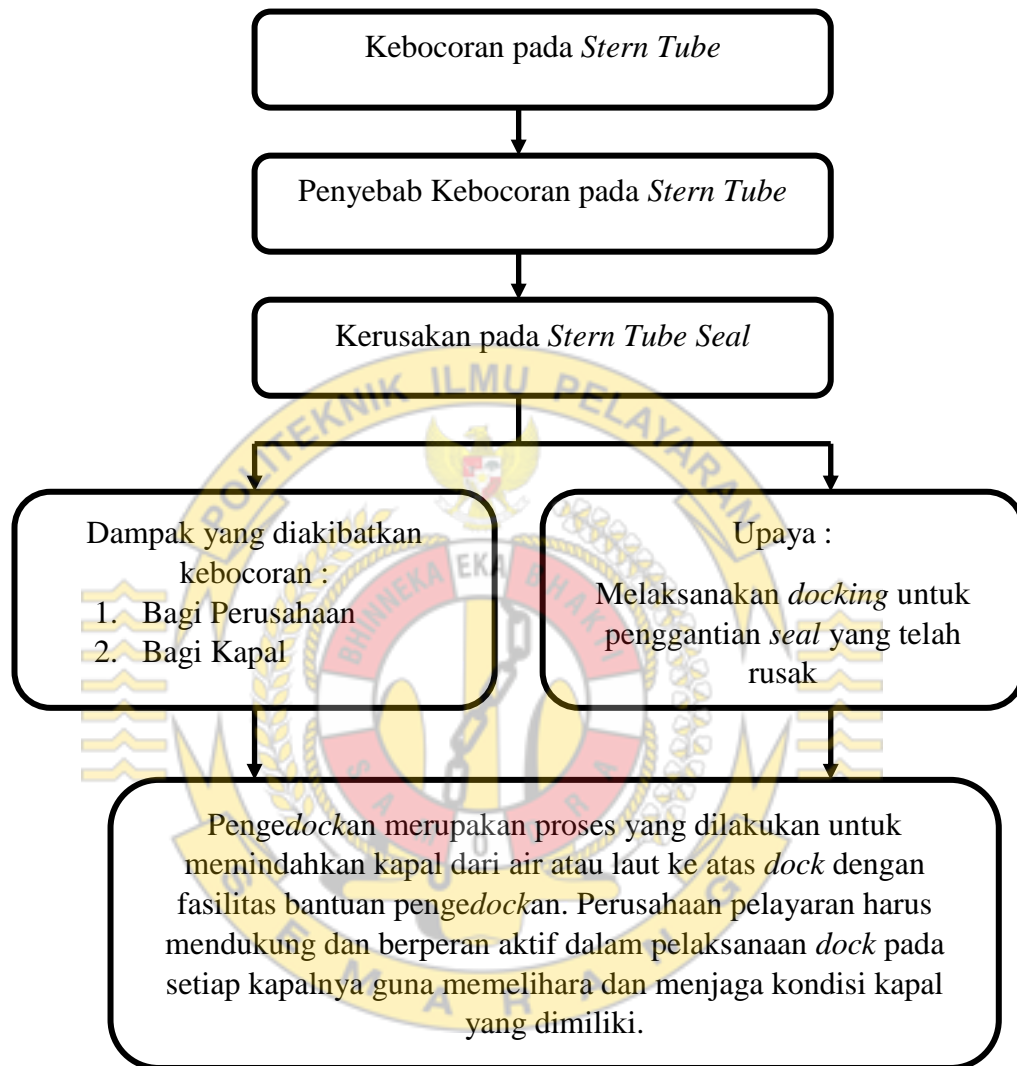 Kebocoran pada Stern Tube
Penyebab Kebocoran pada Stern Tube
Kerusakan pada Stern Tube Seal
POLITEKNIK ILMU PELAYARAN
BHINNEKA EKA BHAKTI
Dampak yang diakibatkan
kebocoran :
1. Bagi Perusahaan
2. Bagi Kapal
Upaya :
Melaksanakan docking untuk
penggantian seal yang telah
rusak
SAMUDRA
Pengedockan merupakan proses yang dilakukan untuk
memindahkan kapal dari air atau laut ke atas dock dengan
fasilitas bantuan pengedockan. Perusahaan pelayaran harus
mendukung dan berperan aktif dalam pelaksanaan dock pada
setiap kapalnya guna memelihara dan menjaga kondisi kapal
yang dimiliki.
SEMARANG